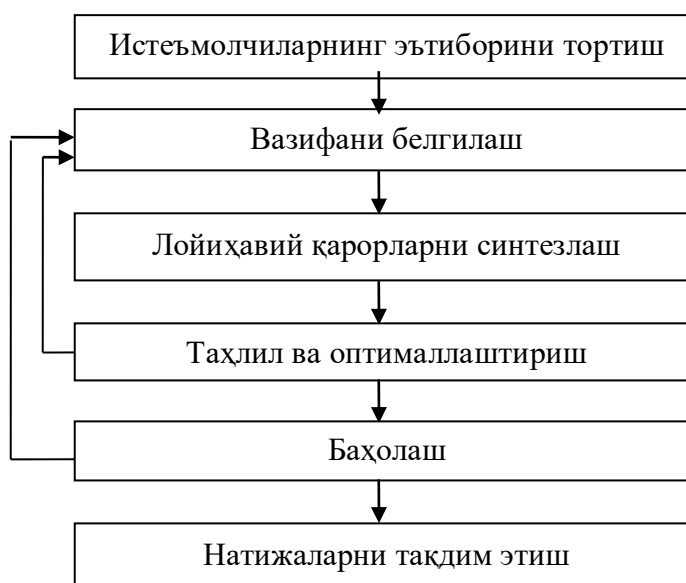 Истеъмолчиларнинг эътиборини тортиш
Вазифани белгилаш
Лойиҳавий қарорларни синтезлаш
Таҳлил ва оптималлаштириш
Баҳолаш
Натижаларни тақдим этиш